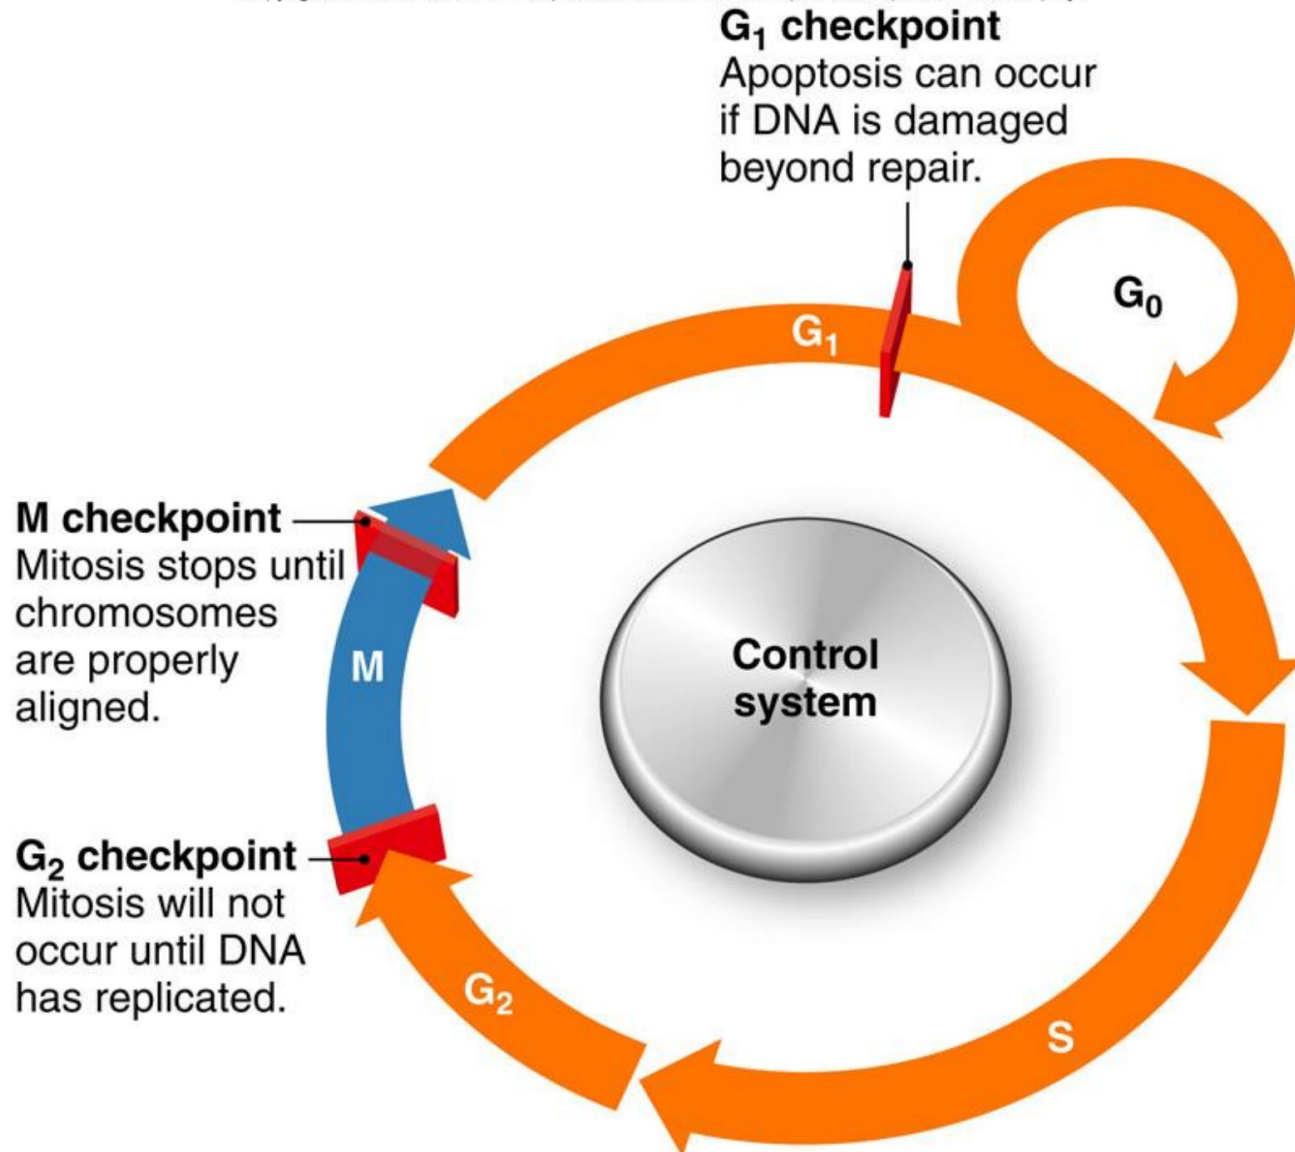 G₁ checkpoint
Apoptosis can occur
if DNA is damaged
beyond repair.
G₀
G₁
M checkpoint
Mitosis stops until
chromosomes
are properly
aligned.
M
Control
system
G₂ checkpoint
Mitosis will not
occur until DNA
has replicated.
G₂
S